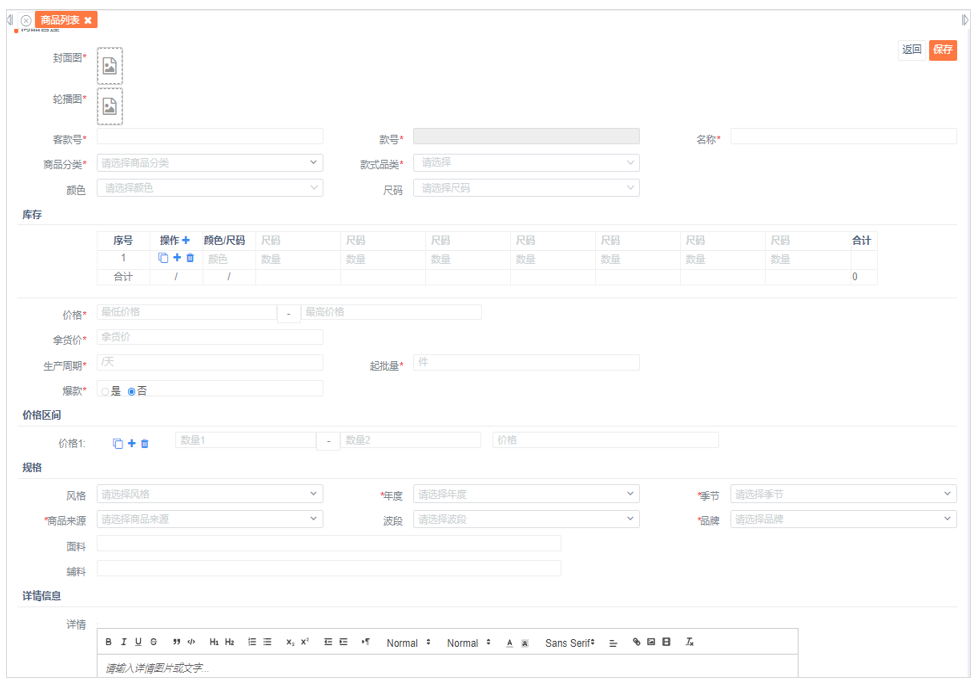 商品列表
返回 保存
封面图*
轮播图*
客款号* 款号* 名称*
商品分类* 请选择商品分类 款式品类* 请选择
颜色 请选择颜色 尺码 请选择尺码
库存
序号 操作 颜色/尺码 尺码 尺码 尺码 尺码 尺码 尺码 尺码 合计
1 颜色 数量 数量 数量 数量 数量 数量 数量
合计 / / 0
价格* 最低价格 - 最高价格
拿货价* 拿货价
生产周期* /天 起批量* 件
爆款* 是 否
价格区间
价格1: 数量1 - 数量2 价格
规格
风格 请选择风格 *年度 请选择年度 *季节 请选择季节
*商品来源 请选择商品来源 波段 请选择波段 *品牌 请选择品牌
面料
辅料
详情信息
详情
B I U S H1 H2 X2 X2 Normal Normal A A Sans Serif Tx
请输入详情图片或文字...